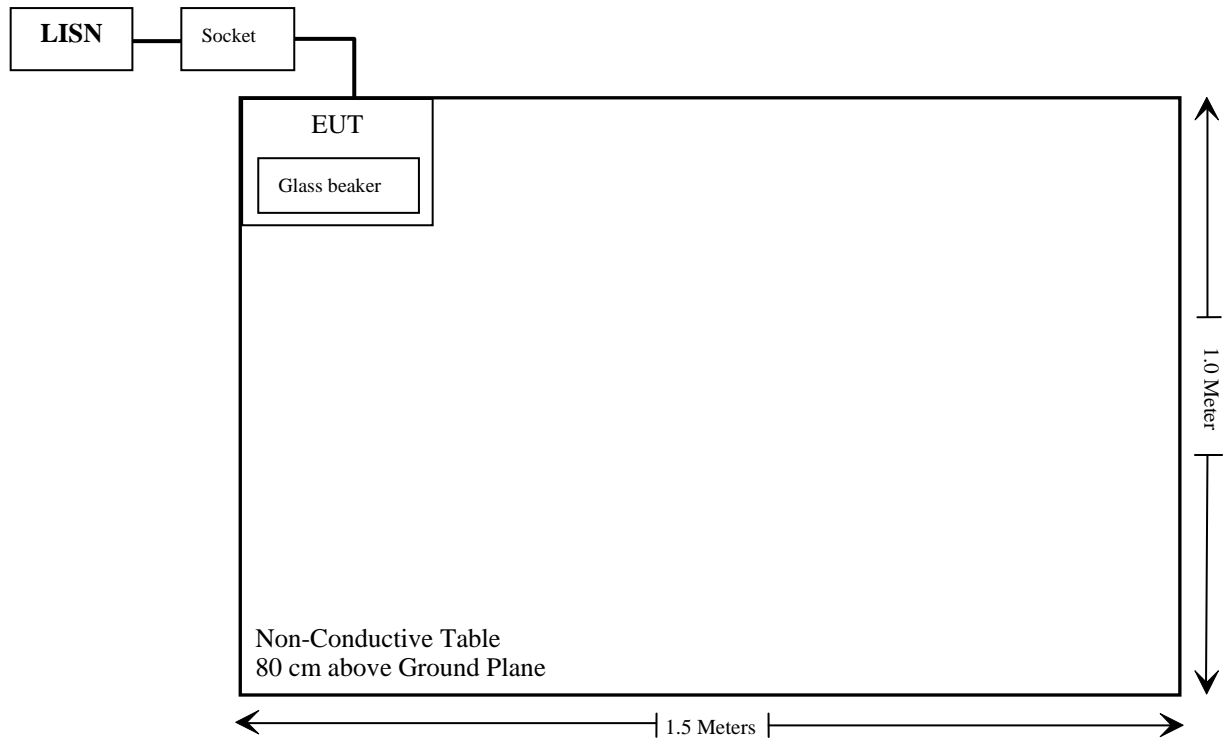 LISN
Socket
EUT
Glass beaker
1.0 Meter
Non-Conductive Table
80 cm above Ground Plane
1.5 Meters